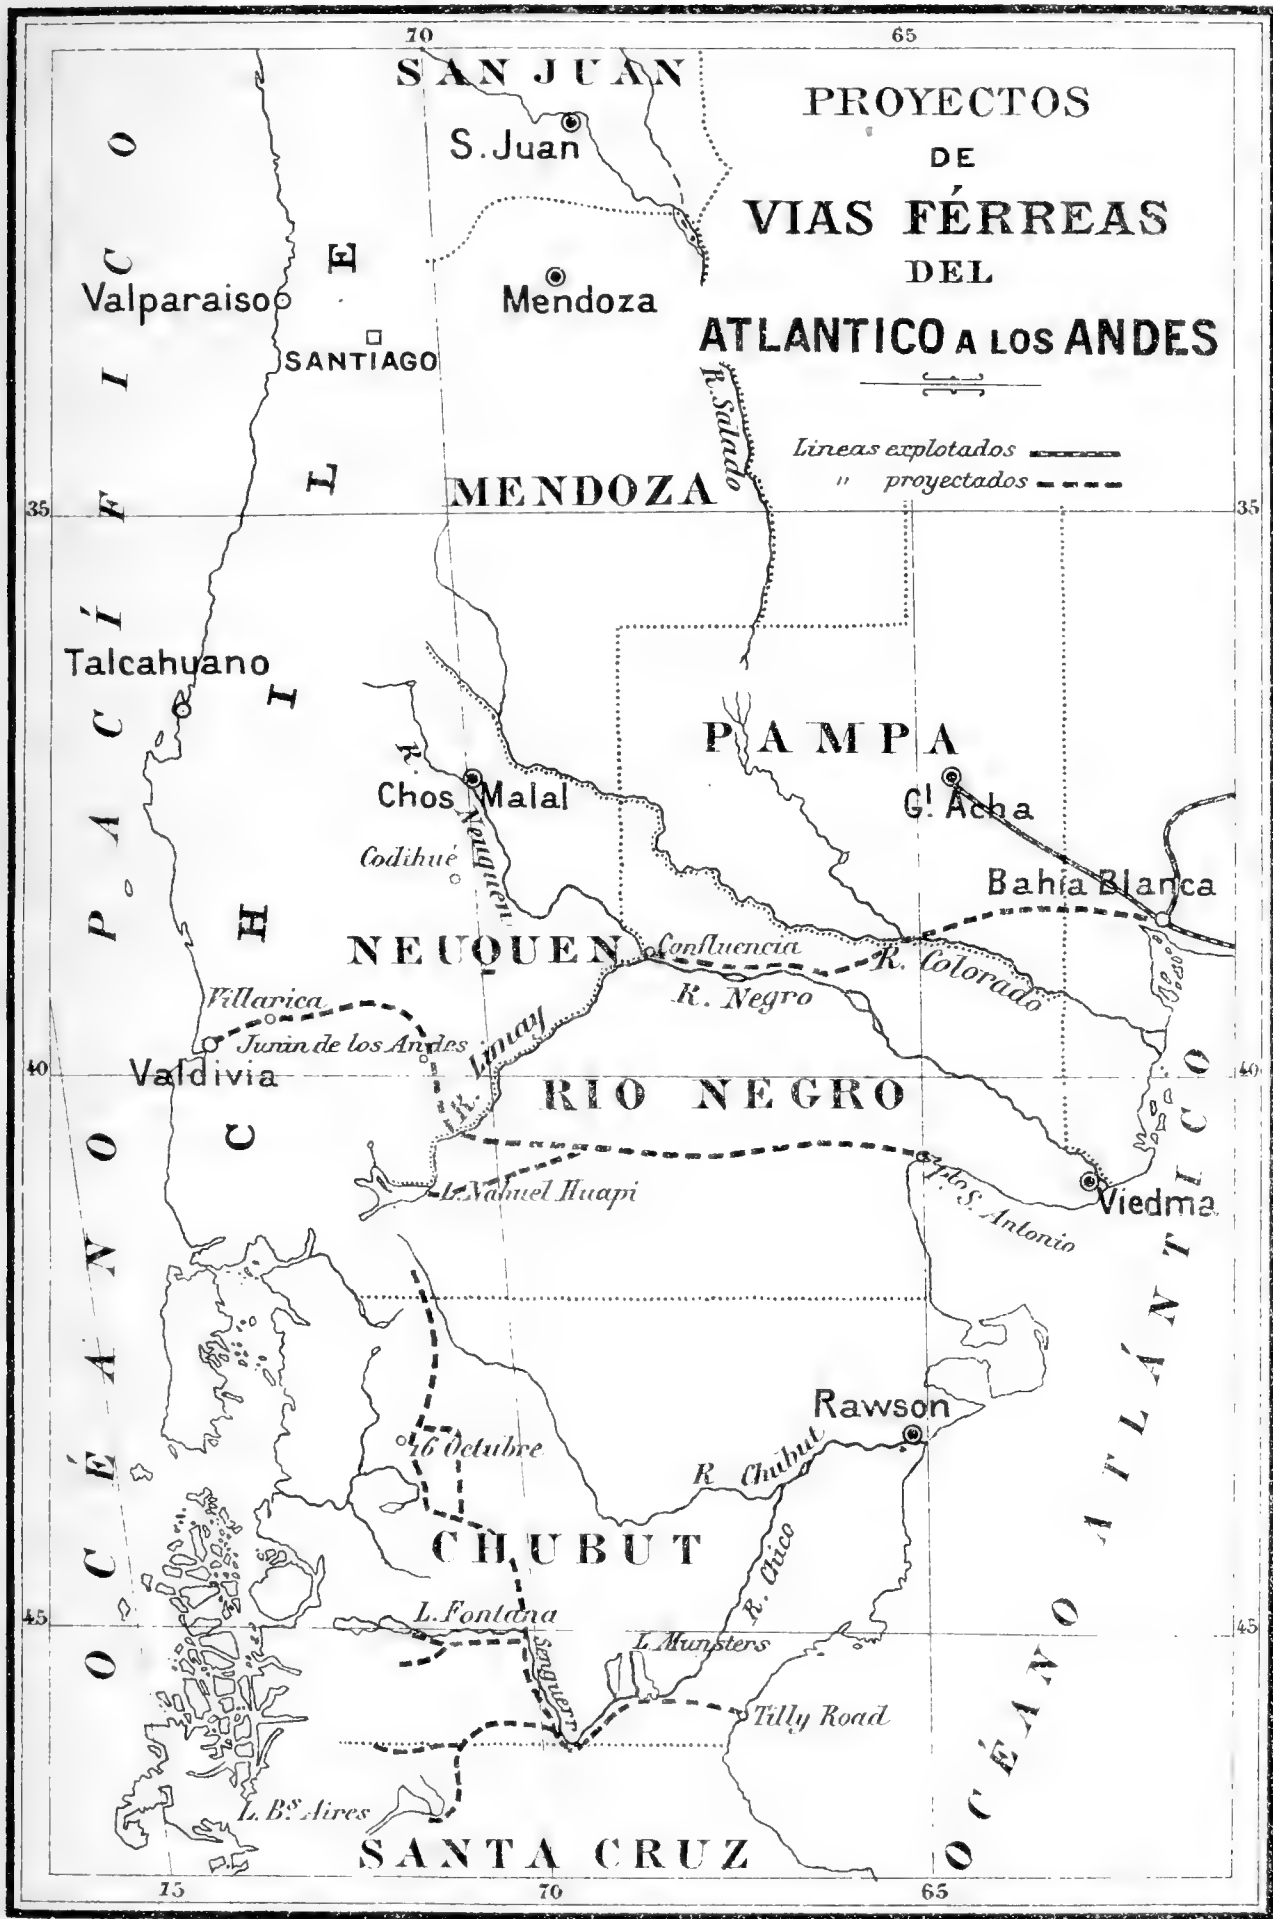 70
65
SAN JUAN
S. Juan
PROYECTOS
DE
VIAS FÉRREAS
DEL
ATLANTICO A LOS ANDES
Lineas explotados
" proyectados
Valparaiso
SANTIAGO
Mendoza
R. Salado
MENDOZA
35
35
Talcahuano
CHILE
OCÉANO PACÍFICO
PAMPA
R. Neuquen
Chos Malal
Gl. Acha
Codihué
Bahía Blanca
NEUQUEN
Confluencia
R. Colorado
R. Negro
Villarica
Junin de los Andes
R. Limay
Valdivia
40
40
RIO NEGRO
L. Nahuel Huapi
Pto. S. Antonio
Viedma
OCÉANO ATLÁNTICO
Rawson
16 Octubre
R Chubut
CHUBUT
R. Chico
L. Fontana
45
45
L. Munsters
Senguerr
Tilly Road
L. Bs. Aires
SANTA CRUZ
75
70
65